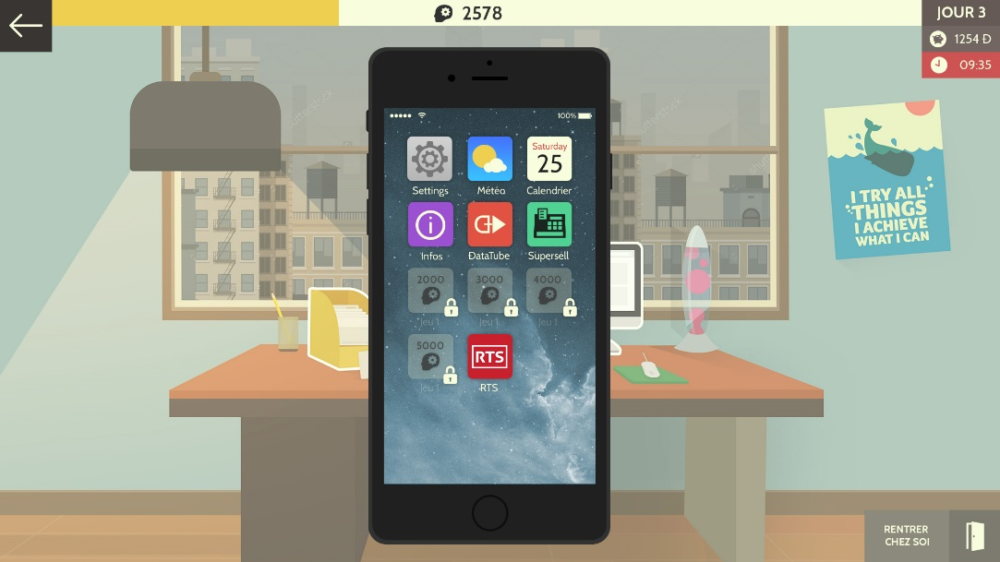 2578
JOUR 3
1254 Đ
09:35
100%
Saturday
25
Settings
Météo
Calendrier
Infos
DataTube
Supersell
2000
3000
4000
Jeu 1
Jeu 1
Jeu 1
5000
RTS
Jeu 1
RTS
I TRY ALL
THINGS
I ACHIEVE
WHAT I CAN
RENTRER
CHEZ SOI